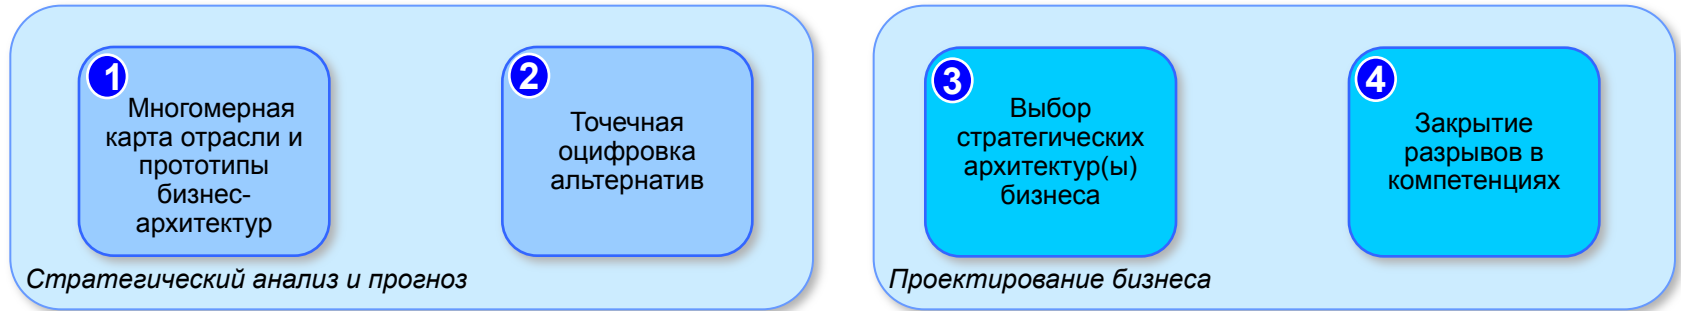 1
Многомерная
карта отрасли и
прототипы
бизнес-
архитектур
2
Точечная
оцифровка
альтернатив
Стратегический анализ и прогноз
3
Выбор
стратегических
архитектур(ы)
бизнеса
4
Закрытие
разрывов в
компетенциях
Проектирование бизнеса